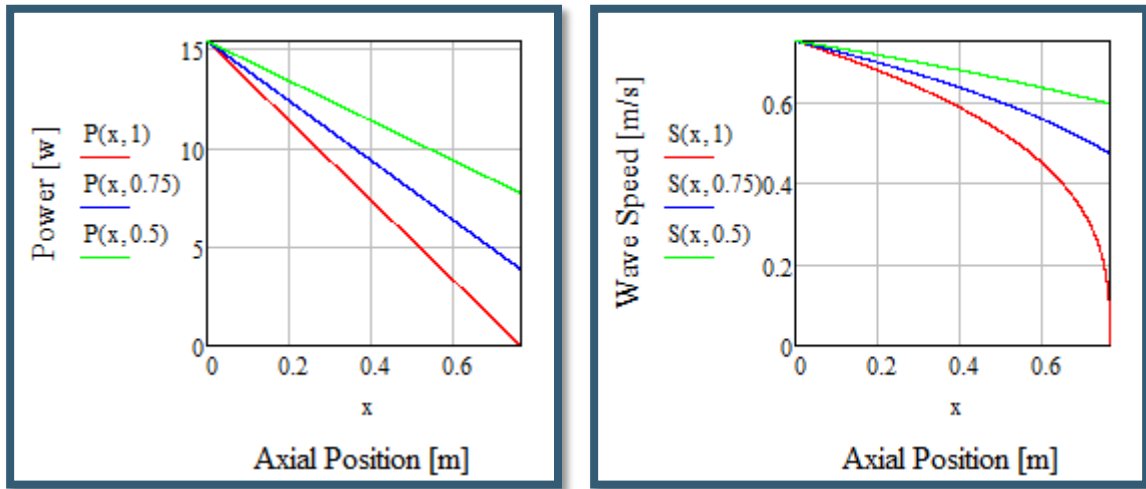 Power [w]
P(x,1)
P(x,0.75)
P(x,0.5)
15
10
5
0
0 0.2 0.4 0.6
x
Axial Position [m]
Wave Speed [m/s]
S(x,1)
S(x,0.75)
S(x,0.5)
0.6
0.4
0.2
0
0 0.2 0.4 0.6
x
Axial Position [m]